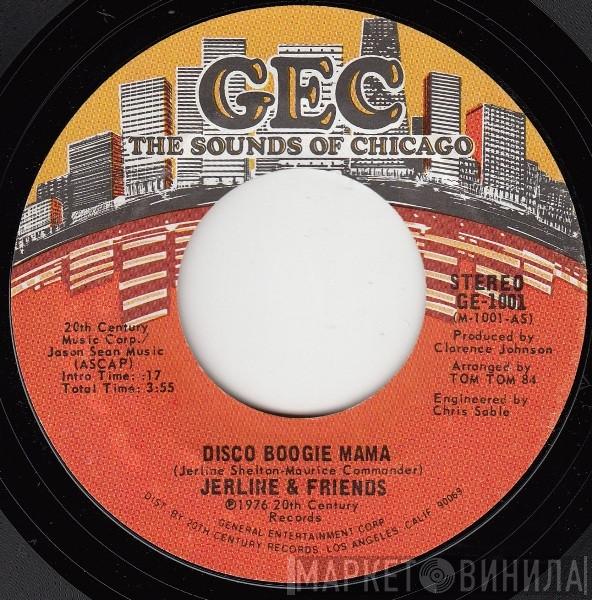 GEC
THE SOUNDS OF CHICAGO
STEREO
GE-1001
(M-1001-AS)
20th Century
Music Corp./
Jason Sean Music
(ASCAP)
Intro Time: :17
Total Time: 3:55
Produced by
Clarence Johnson
Arranged by
TOM TOM 84
Engineered by
Chris Sable
DISCO BOOGIE MAMA
(Jerline Shelton-Maurice Commander)
JERLINE & FRIENDS
℗1976 20th Century
Records
GENERAL ENTERTAINMENT CORP
DIST. BY 20TH CENTURY RECORDS, LOS ANGELES, CALIF. 90069
МАРКЕТ ВИНИЛА